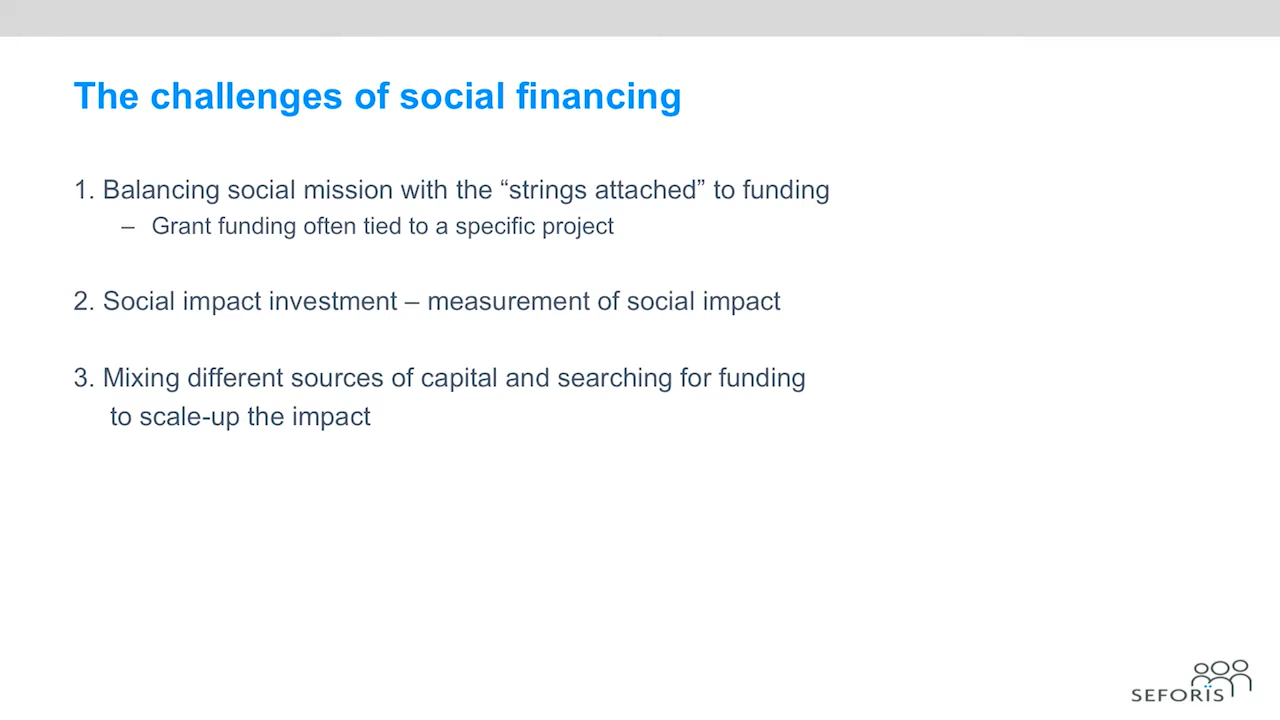 The challenges of social financing
1. Balancing social mission with the “strings attached” to funding
– Grant funding often tied to a specific project
2. Social impact investment – measurement of social impact
3. Mixing different sources of capital and searching for funding
to scale-up the impact
SEFORÏS